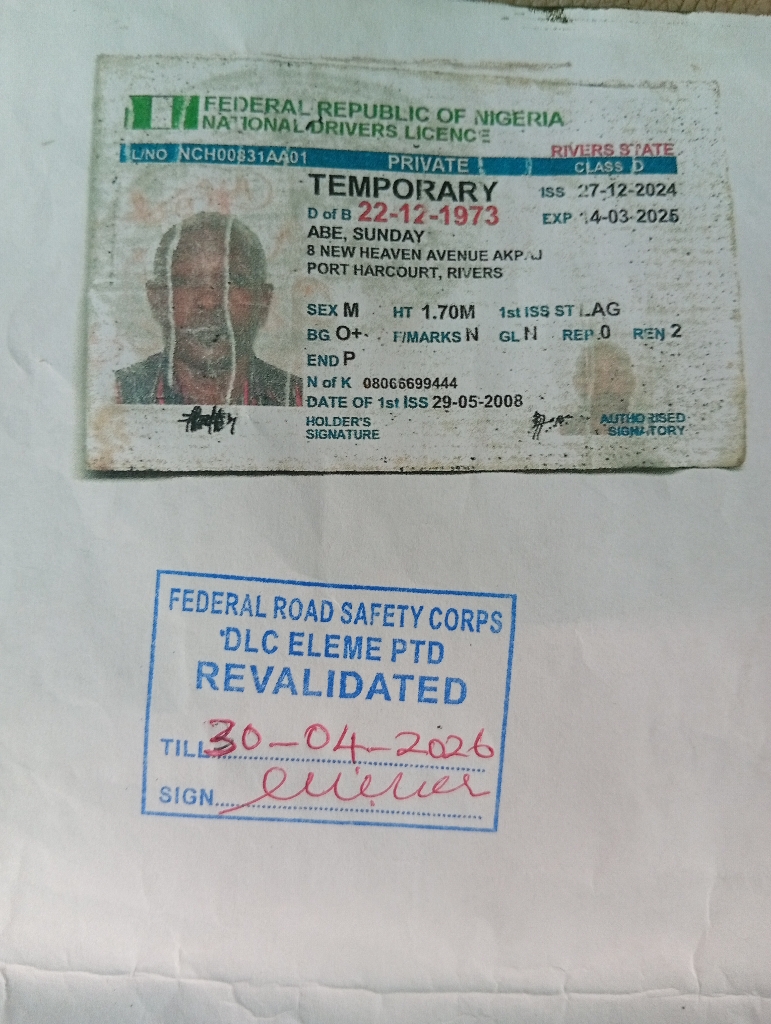 FEDERAL REPUBLIC OF NIGERIA
NATIONAL DRIVERS LICENCE
RIVERS STATE
L/NO NCH00831AA01 PRIVATE CLASS D
TEMPORARY ISS 27-12-2024
D of B 22-12-1973 EXP 14-03-2025
ABE, SUNDAY
8 NEW HEAVEN AVENUE
PORT HARCOURT, RIVERS
SEX M HT 1.70M 1st ISS ST LAG
BG O+ F/MARKS N GL N REP 0 REN 2
END P
N of K 08066699444
DATE OF 1st ISS 29-05-2008
HOLDER'S
SIGNATURE
AUTHORISED
SIGNATORY
FEDERAL ROAD SAFETY CORPS
DLC ELEME PTD
REVALIDATED
TILL 30-04-2026
SIGN